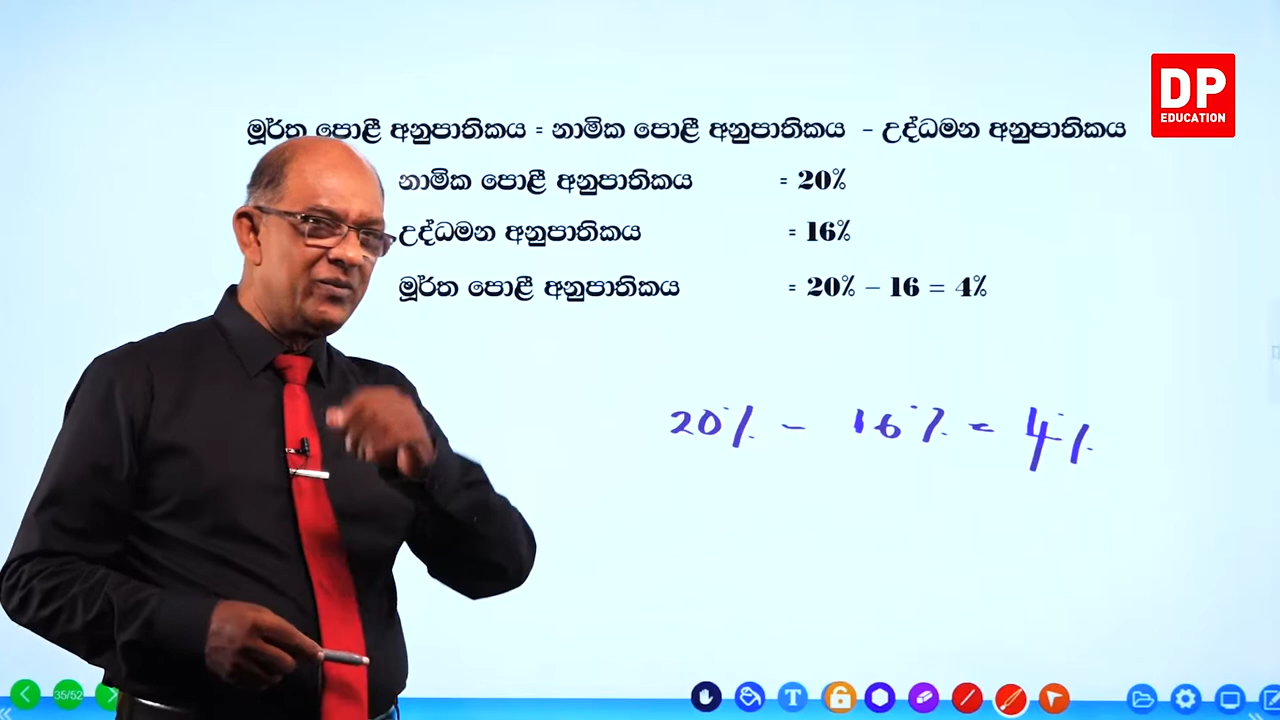 DP
EDUCATION
මූර්ත පොළී අනුපාතිකය = නාමික පොළී අනුපාතිකය – උද්ධමන අනුපාතිකය
නාමික පොළී අනුපාතිකය = 20%
උද්ධමන අනුපාතිකය = 16%
මූර්ත පොළී අනුපාතිකය = 20% – 16 = 4%
20% – 16% = 4%
35/52